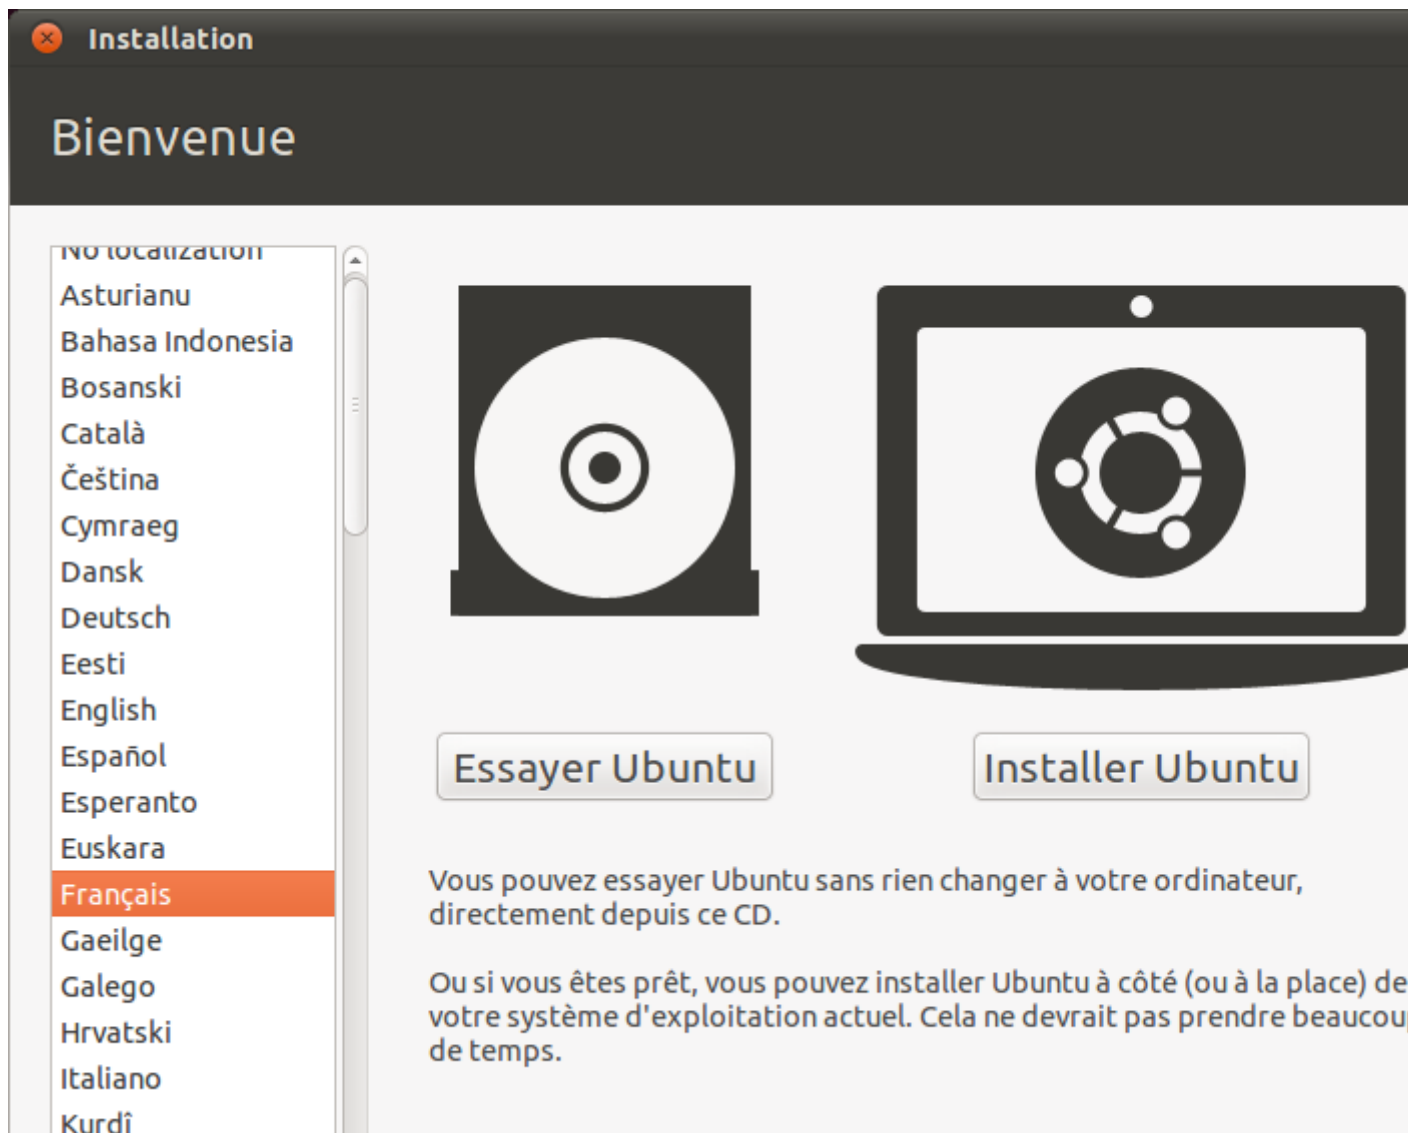 Installation
Bienvenue
No localization
Asturianu
Bahasa Indonesia
Bosanski
Català
Čeština
Cymraeg
Dansk
Deutsch
Eesti
English
Español
Esperanto
Euskara
Français
Gaeilge
Galego
Hrvatski
Italiano
Kurdî
Essayer Ubuntu
Installer Ubuntu
Vous pouvez essayer Ubuntu sans rien changer à votre ordinateur,
directement depuis ce CD.
Ou si vous êtes prêt, vous pouvez installer Ubuntu à côté (ou à la place) de
votre système d'exploitation actuel. Cela ne devrait pas prendre beaucou
de temps.